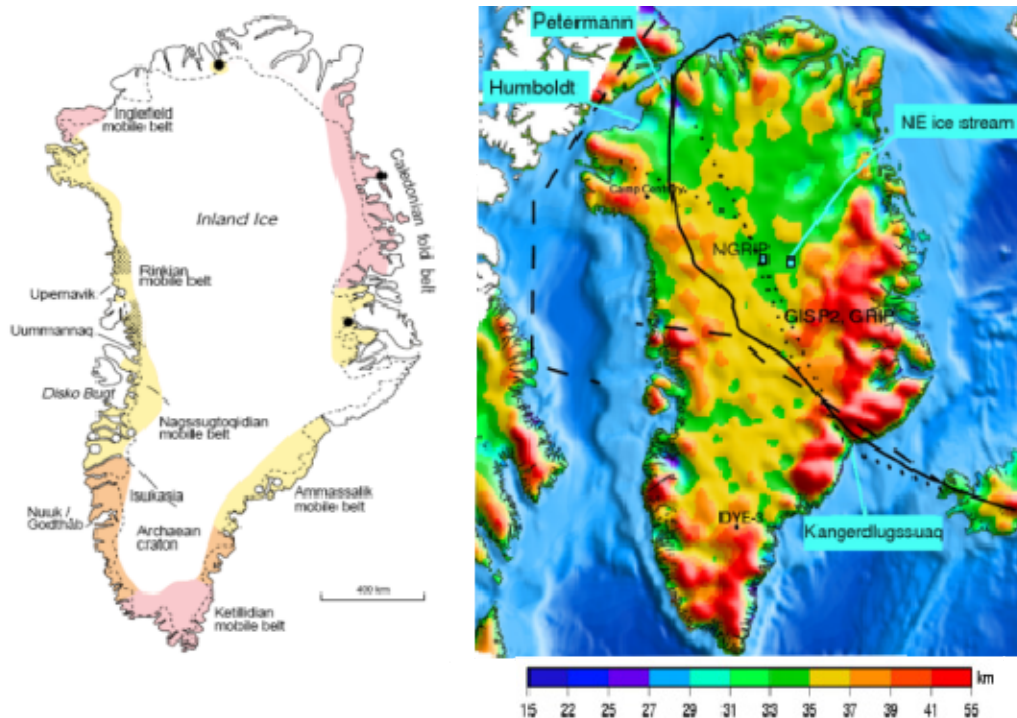 Inglefield
mobile belt
Inland Ice
Caledonian
fold belt
Rinkian
mobile belt
Upernavik
Uummannaq
Disko Bugt
Nagssugtoqidian
mobile belt
Isukasia
Nuuk /
Godthåb
Archaean
craton
Ammassalik
mobile belt
400 km
Ketilidian
mobile belt
Petermann
Humboldt
NE ice stream
Camp Century
NGRIP
GISP2, GRIP
DYE-3
Kangerdlugssuaq
km
15 22 25 27 29 31 33 35 37 39 41 55